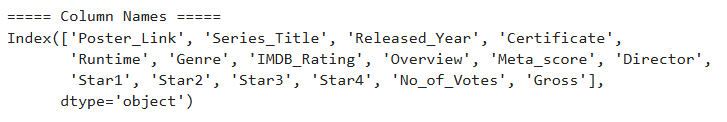 ===== Column Names =====
Index(['Poster_Link', 'Series_Title', 'Released_Year', 'Certificate',
'Runtime', 'Genre', 'IMDB_Rating', 'Overview', 'Meta_score', 'Director',
'Star1', 'Star2', 'Star3', 'Star4', 'No_of_Votes', 'Gross'],
dtype='object')